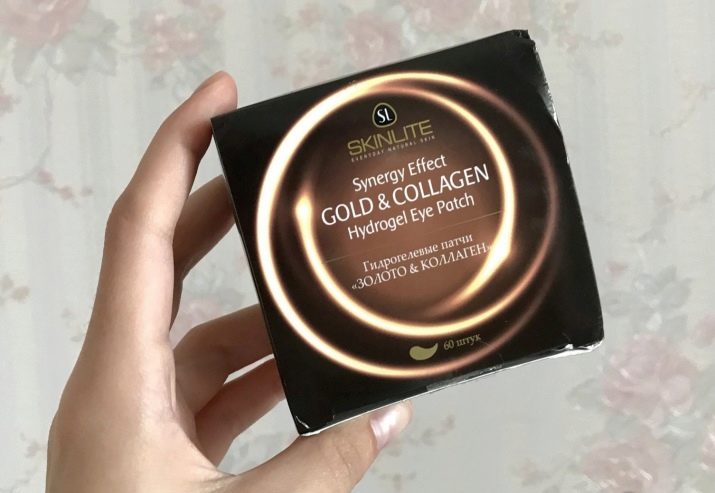 SL
SKINLITE
EVERYDAY NATURAL SKIN
Synergy Effect
GOLD & COLLAGEN
Hydrogel Eye Patch
Гидрогелевые патчи
«ЗОЛОТО & КОЛЛАГЕН»
60 штук